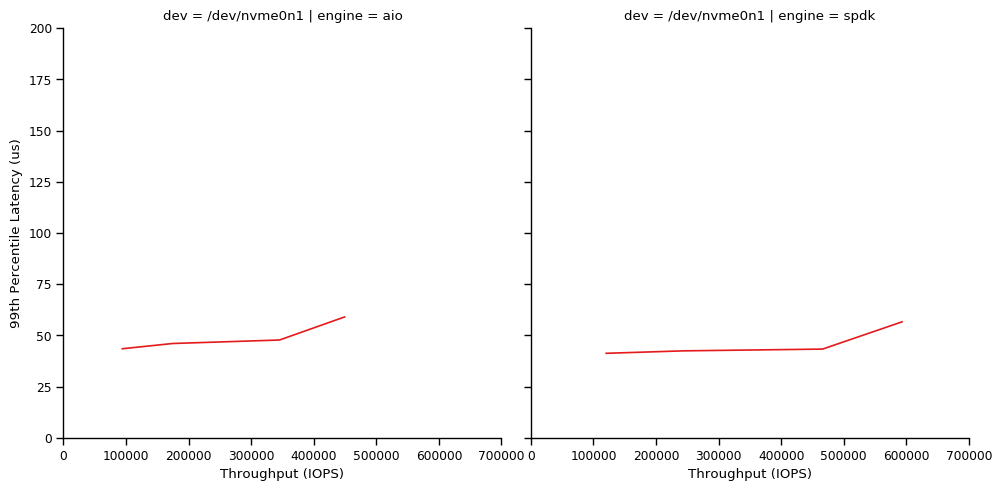 dev = /dev/nvme0n1 | engine = aio
dev = /dev/nvme0n1 | engine = spdk
200
175
150
125
100
75
50
25
0
99th Percentile Latency (us)
0 100000 200000 300000 400000 500000 600000 700000
0 100000 200000 300000 400000 500000 600000 700000
Throughput (IOPS)
Throughput (IOPS)